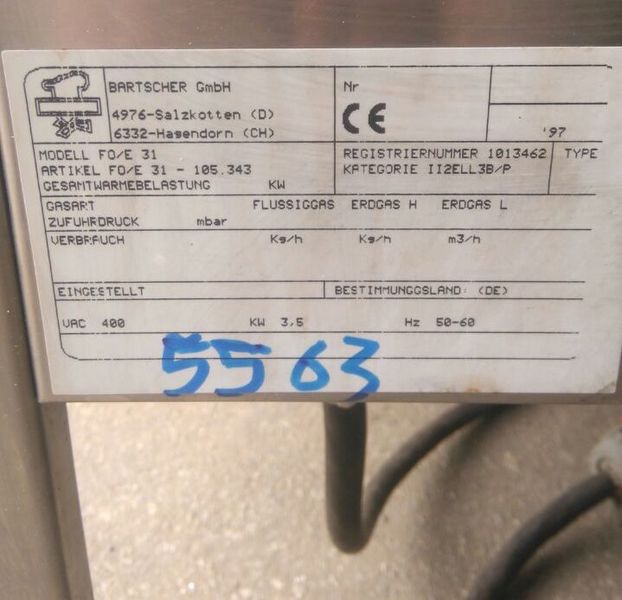 BARTSCHER GmbH
4976-Salzkotten (D)
6332-Hagendorn (CH)
Nr
CE
'97
MODELL FO/E 31
ARTIKEL FO/E 31 - 105.343
GESAMTWARMEBELASTUNG KW
REGISTRIERNUMMER 1013462
KATEGORIE II2ELL3B/P
TYPE
GASART FLUSSIGGAS ERDGAS H ERDGAS L
ZUFUHRDRUCK mbar
VERBRAUCH Kg/h Kg/h m3/h
EINGESTELLT BESTIMMUNGSLAND: (DE)
VAC 400 KW 3,5 Hz 50-60
5563